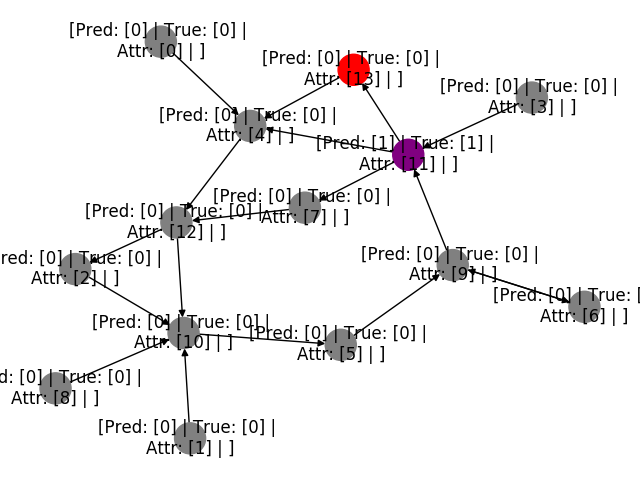 [Pred: [0] | True: [0] |
Attr: [0] | ]
[Pred: [0] | True: [0] |
Attr: [13] | ]
[Pred: [0] | True: [0] |
Attr: [3] | ]
[Pred: [0] | True: [0] |
Attr: [4] | ]
[Pred: [1] | True: [1] |
Attr: [11] | ]
[Pred: [0] | True: [0] |
Attr: [7] | ]
[Pred: [0] | True: [0] |
Attr: [12] | ]
red: [0] | True: [0] |
Attr: [2] | ]
[Pred: [0] | True: [0] |
Attr: [9] | ]
[Pred: [0] | True: [
Attr: [6] | ]
[Pred: [0] | True: [0] |
Attr: [10] | ]
[Pred: [0] | True: [0] |
Attr: [5] | ]
d: [0] | True: [0] |
Attr: [8] | ]
[Pred: [0] | True: [0] |
Attr: [1] | ]